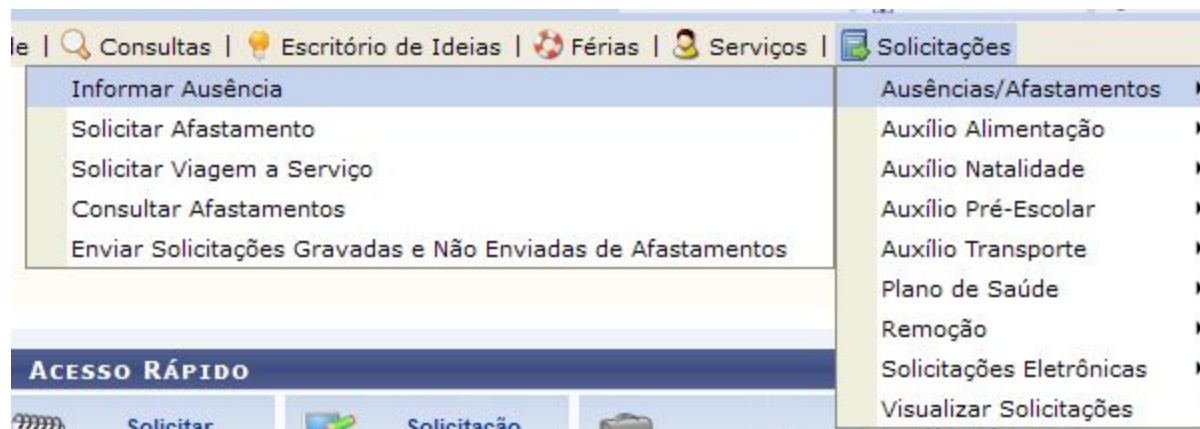 le | Consultas | Escritório de Ideias | Férias | Serviços | Solicitações
Informar Ausência
Solicitar Afastamento
Solicitar Viagem a Serviço
Consultar Afastamentos
Enviar Solicitações Gravadas e Não Enviadas de Afastamentos
Ausências/Afastamentos
Auxílio Alimentação
Auxílio Natalidade
Auxílio Pré-Escolar
Auxílio Transporte
Plano de Saúde
Remoção
Solicitações Eletrônicas
Visualizar Solicitações
ACESSO RÁPIDO
Solicitar
Solicitação